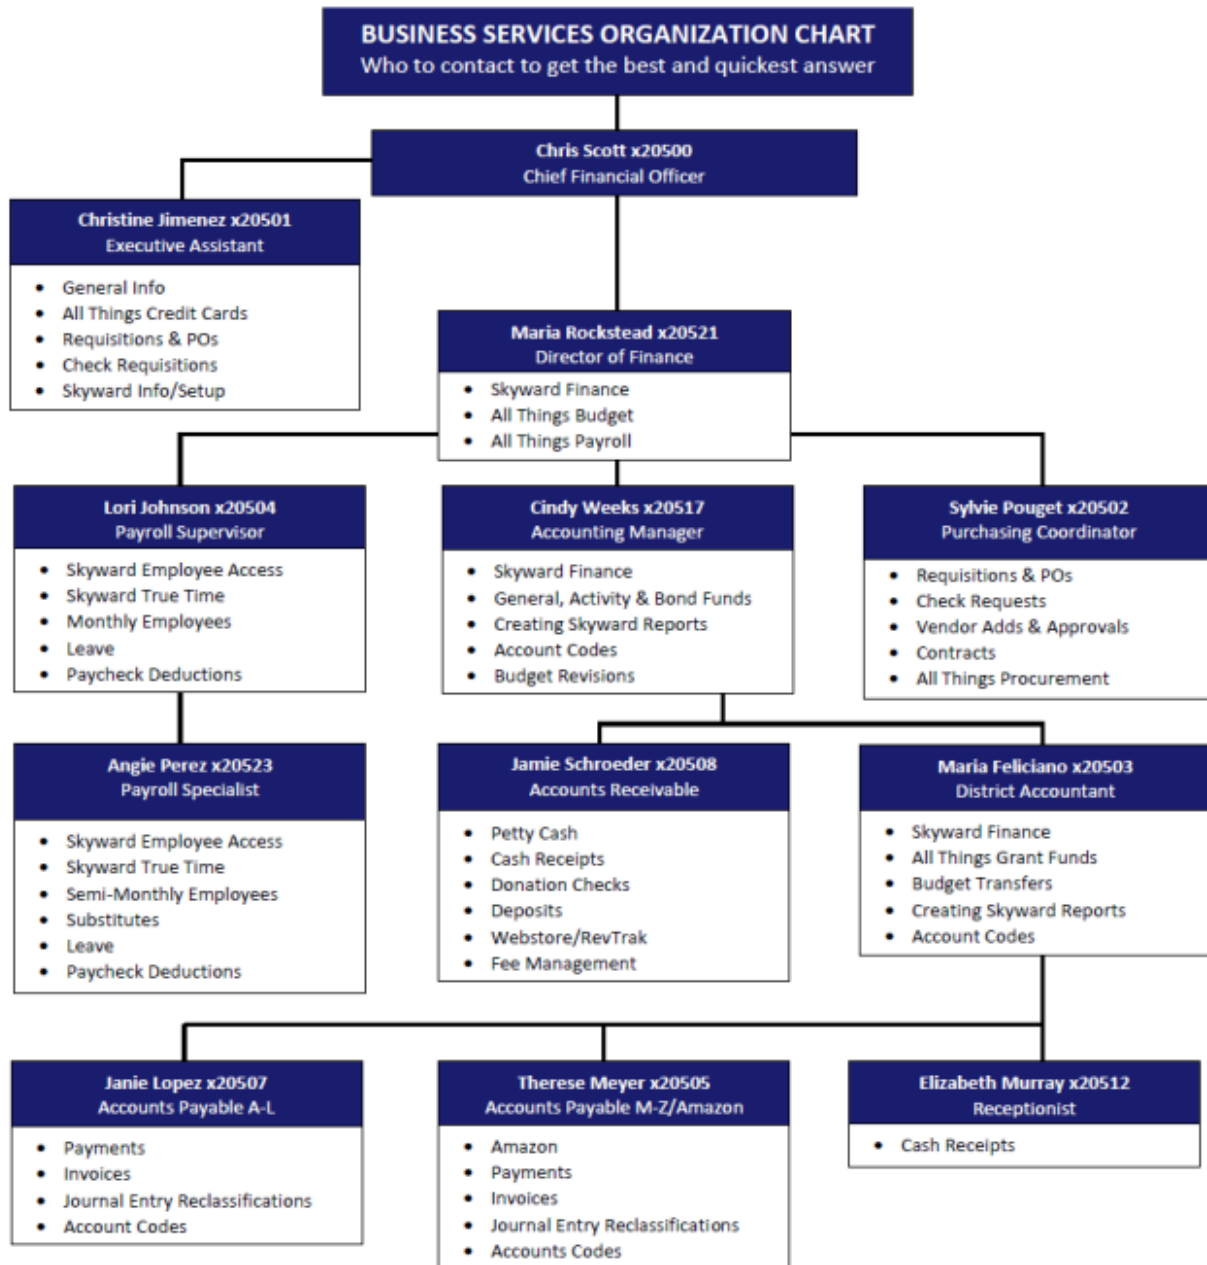 BUSINESS SERVICES ORGANIZATION CHART
Who to contact to get the best and quickest answer
Chris Scott x20500
Chief Financial Officer
Christine Jimenez x20501
Executive Assistant
• General Info
• All Things Credit Cards
• Requisitions & POs
• Check Requisitions
• Skyward Info/Setup
Maria Rockstead x20521
Director of Finance
• Skyward Finance
• All Things Budget
• All Things Payroll
Lori Johnson x20504
Payroll Supervisor
• Skyward Employee Access
• Skyward True Time
• Monthly Employees
• Leave
• Paycheck Deductions
Cindy Weeks x20517
Accounting Manager
• Skyward Finance
• General, Activity & Bond Funds
• Creating Skyward Reports
• Account Codes
• Budget Revisions
Sylvie Pouget x20502
Purchasing Coordinator
• Requisitions & POs
• Check Requests
• Vendor Adds & Approvals
• Contracts
• All Things Procurement
Angie Perez x20523
Payroll Specialist
• Skyward Employee Access
• Skyward True Time
• Semi-Monthly Employees
• Substitutes
• Leave
• Paycheck Deductions
Jamie Schroeder x20508
Accounts Receivable
• Petty Cash
• Cash Receipts
• Donation Checks
• Deposits
• Webstore/RevTrak
• Fee Management
Maria Feliciano x20503
District Accountant
• Skyward Finance
• All Things Grant Funds
• Budget Transfers
• Creating Skyward Reports
• Account Codes
Janie Lopez x20507
Accounts Payable A-L
• Payments
• Invoices
• Journal Entry Reclassifications
• Account Codes
Therese Meyer x20505
Accounts Payable M-Z/Amazon
• Amazon
• Payments
• Invoices
• Journal Entry Reclassifications
• Accounts Codes
Elizabeth Murray x20512
Receptionist
• Cash Receipts